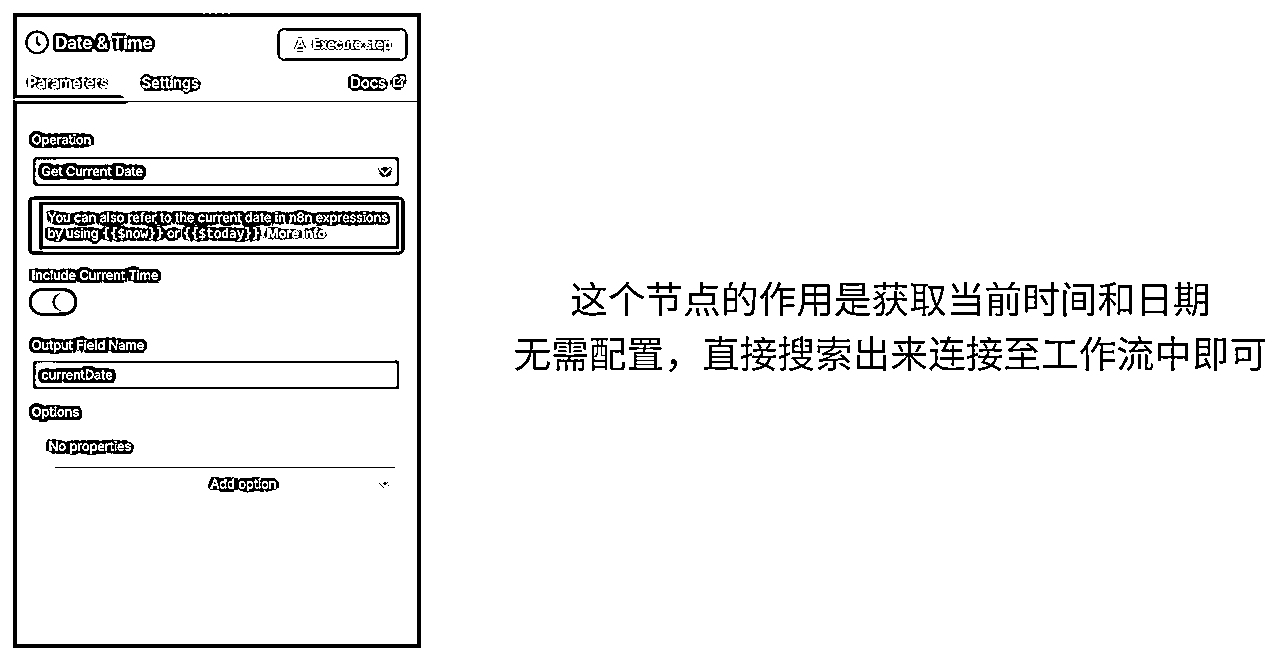 Date & Time
Execute step
Parameters Settings Docs
Operation
Get Current Date
You can also refer to the current date in n8n expressions
by using {{$now}} or {{$today}}. More info
Include Current Time
Output Field Name
currentDate
Options
No properties
Add option
这个节点的作用是获取当前时间和日期
无需配置，直接搜索出来连接至工作流中即可